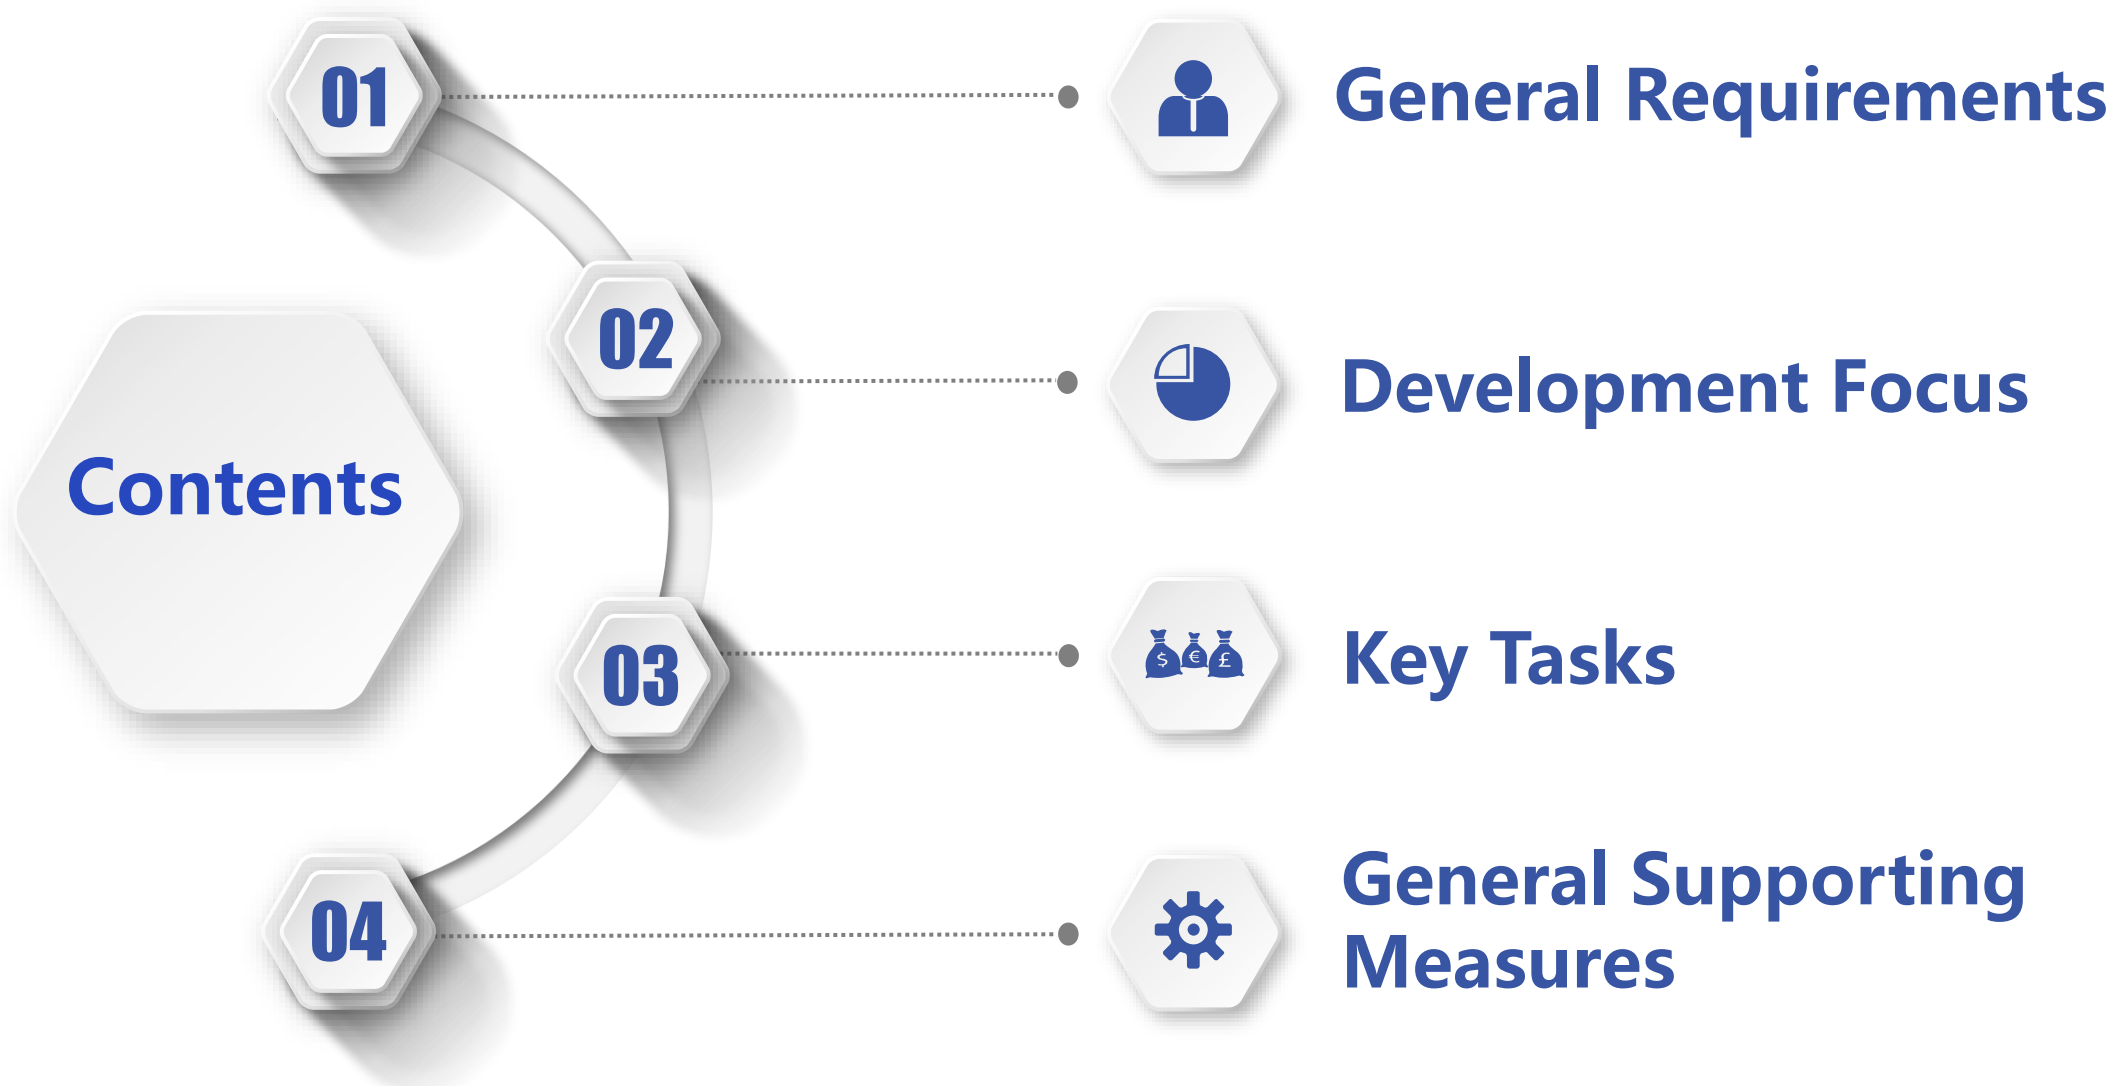 01
General Requirements
02
Development Focus
Contents
03
$ € £
Key Tasks
04
General Supporting
Measures